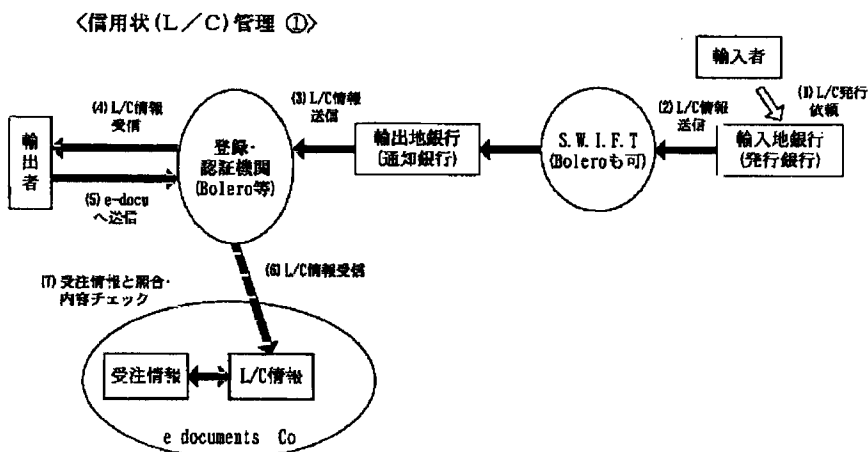 〈信用状(L/C)管理 ①〉
輸入者
(1) L/C発行
依頼
(4) L/C情報
受信
(3) L/C情報
送信
(2) L/C情報
送信
輸出者
登録・
認証機関
(Bolero等)
輸出地銀行
(通知銀行)
S.W.I.F.T
(Boleroも可)
輸入地銀行
(発行銀行)
(5) e-docu
へ送信
(6) L/C情報受信
(7) 受注情報と照合・
内容チェック
受注情報
L/C情報
e documents Co